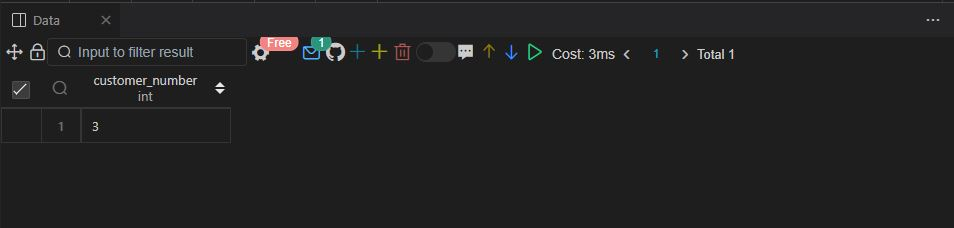 Data
Input to filter result Free 1 Cost: 3ms 1 Total 1
customer_number
int
1 3